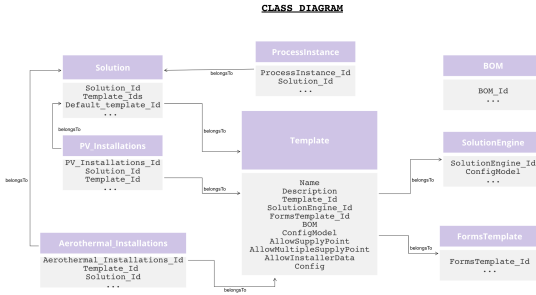 CLASS DIAGRAM
ProcessInstance
ProcessInstance_Id
Solution_Id
...
Solution
Solution_Id
Template_Ids
Default_template_Id
...
belongsTo
BOM
BOM_Id
...
belongsTo
belongsTo
PV_Installations
PV_Installations_Id
Solution_Id
Template_Id
...
belongsTo
Template
Name
Description
Template_Id
SolutionEngine_Id
FormsTemplate_Id
BOM
ConfigModel
AllowSupplyPoint
AllowMultipleSupplyPoint
AllowInstallerData
Config
SolutionEngine
SolutionEngine_Id
ConfigModel
...
belongsTo
belongsTo
Aerothermal_Installations
Aerothermal_Installations_Id
Template_Id
Solution_Id
...
belongsTo
FormsTemplate
FormsTemplate_Id
...
belongsTo